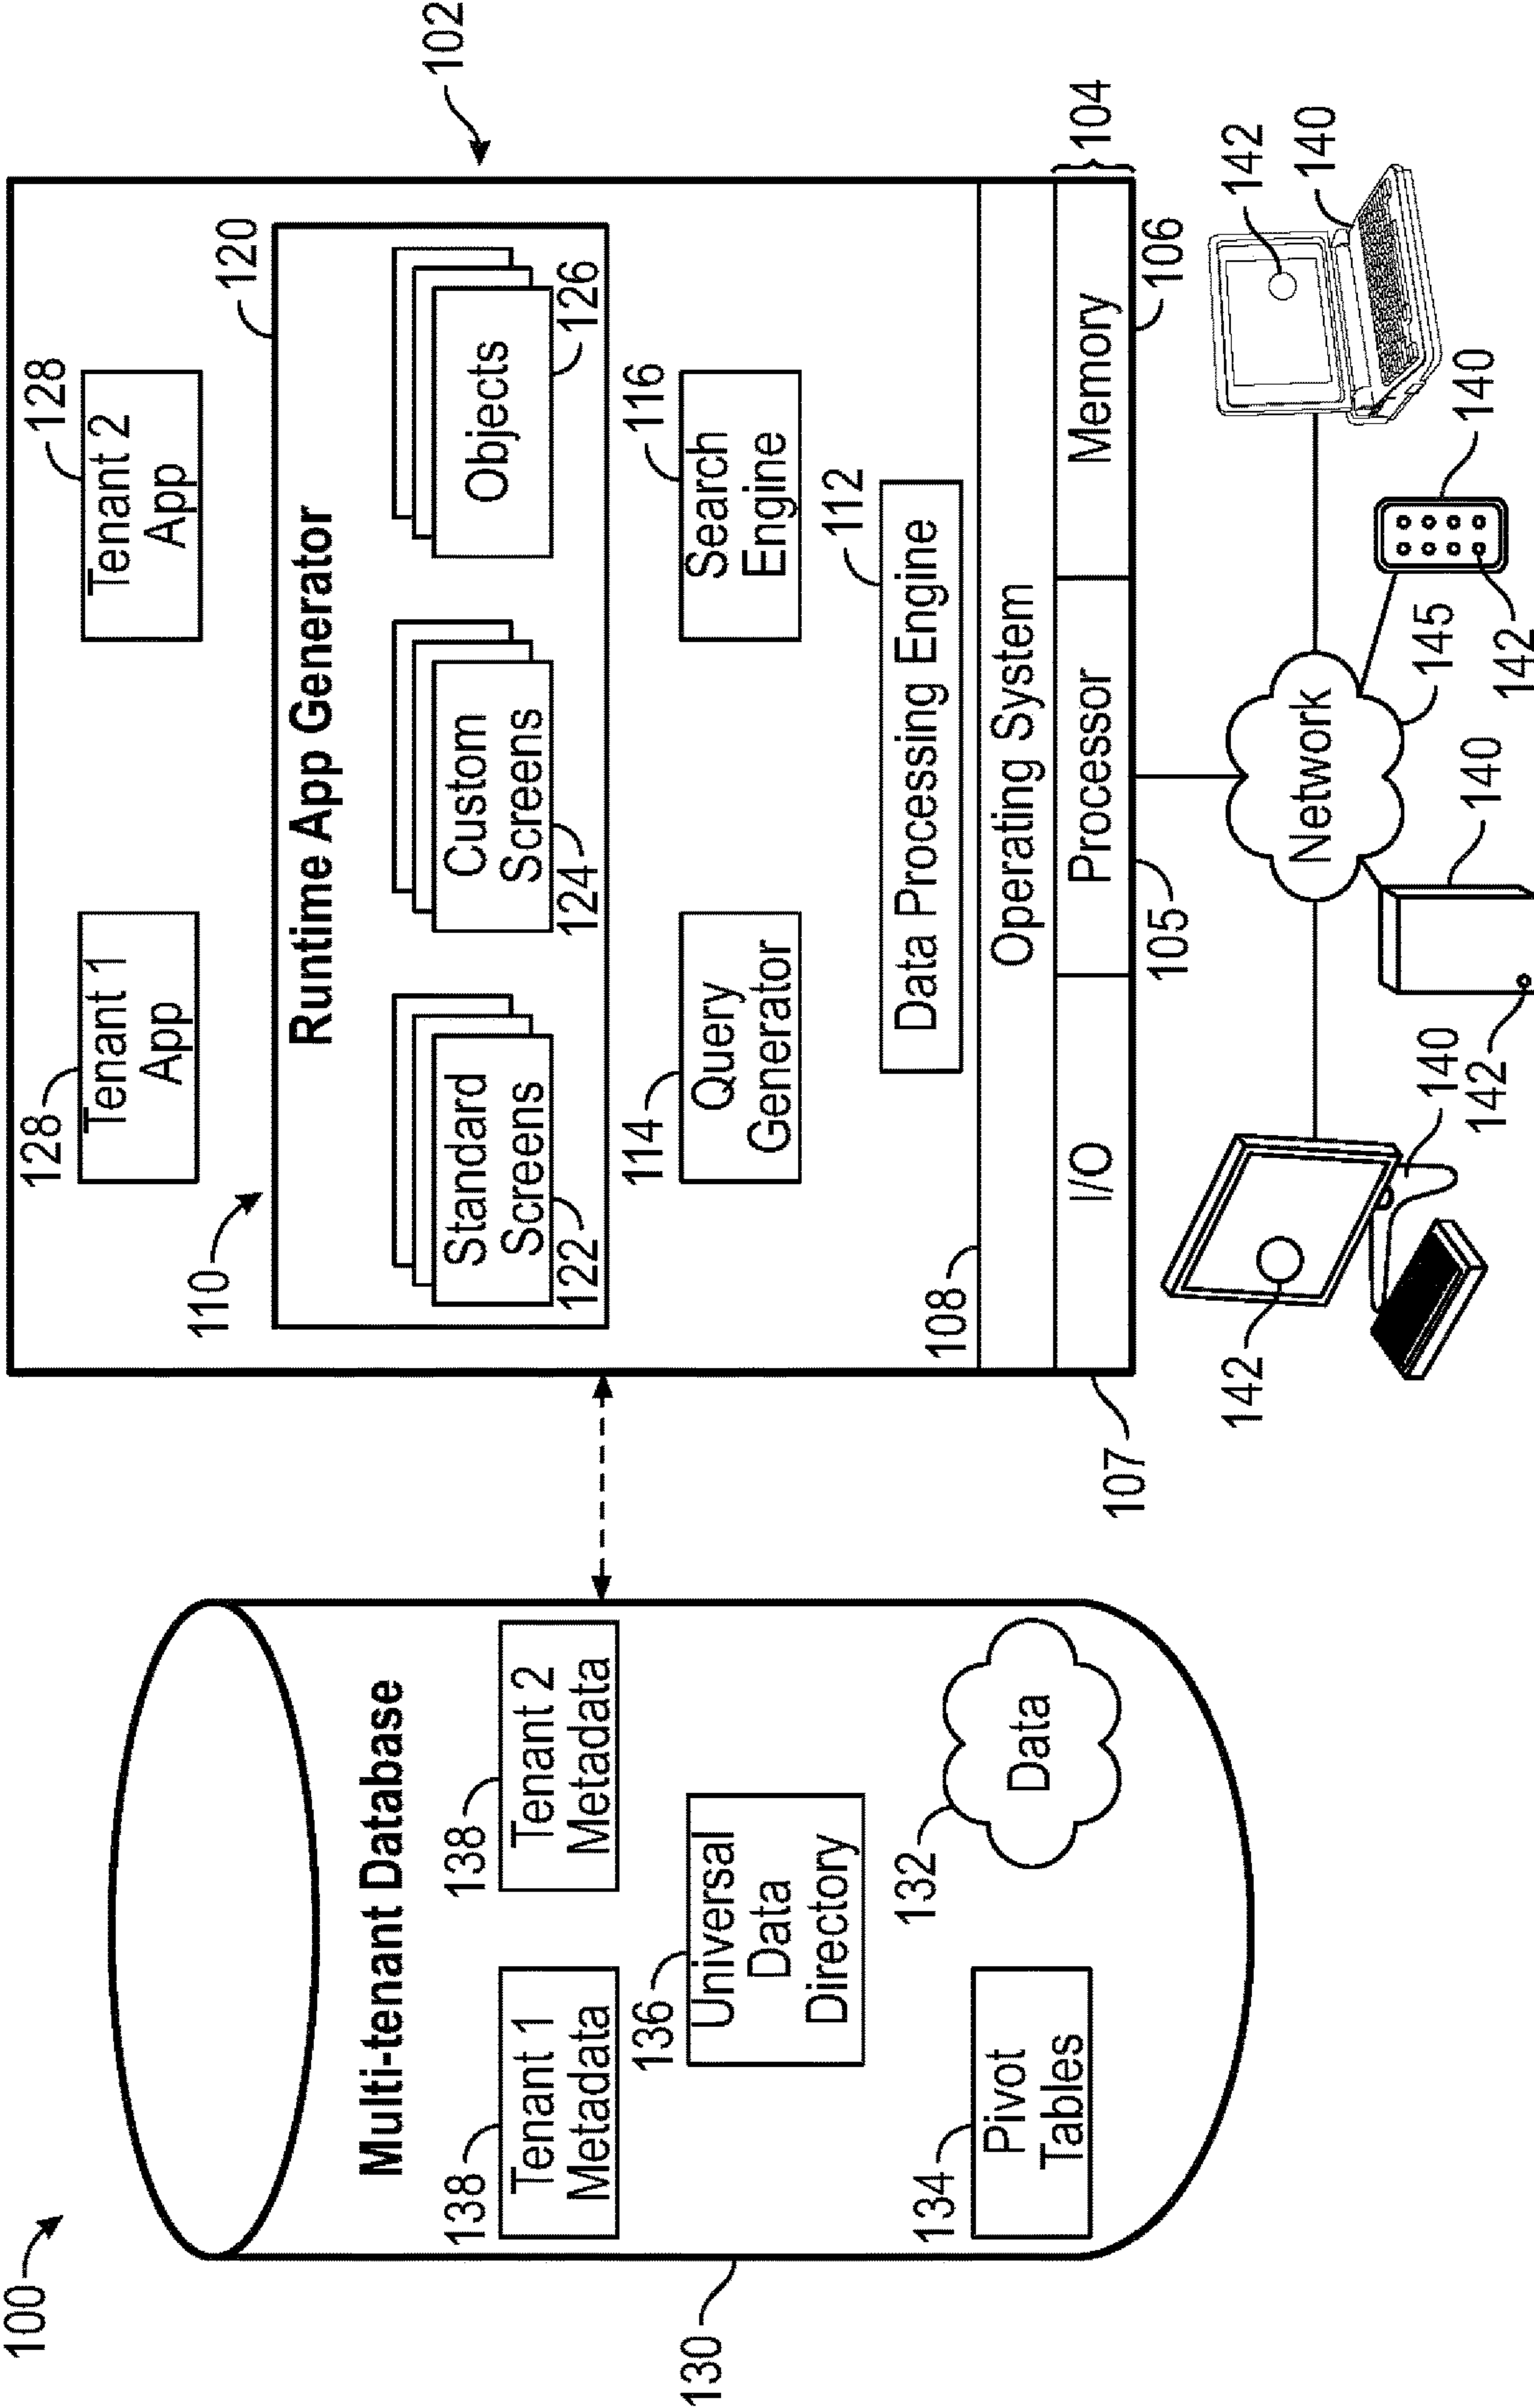 100
130
Multi-tenant Database
138
Tenant 1
Metadata
138
Tenant 2
Metadata
136
Universal
Data
Directory
134
Pivot
Tables
132
Data
102
110
128
Tenant 1
App
128
Tenant 2
App
120
Runtime App Generator
Standard
Screens
122
Custom
Screens
124
Objects
126
114
Query
Generator
116
Search
Engine
112
Data Processing Engine
108
Operating System
I/O
Processor
Memory
104
107
105
106
Network
145
142
140
142
140
142
140
142
140